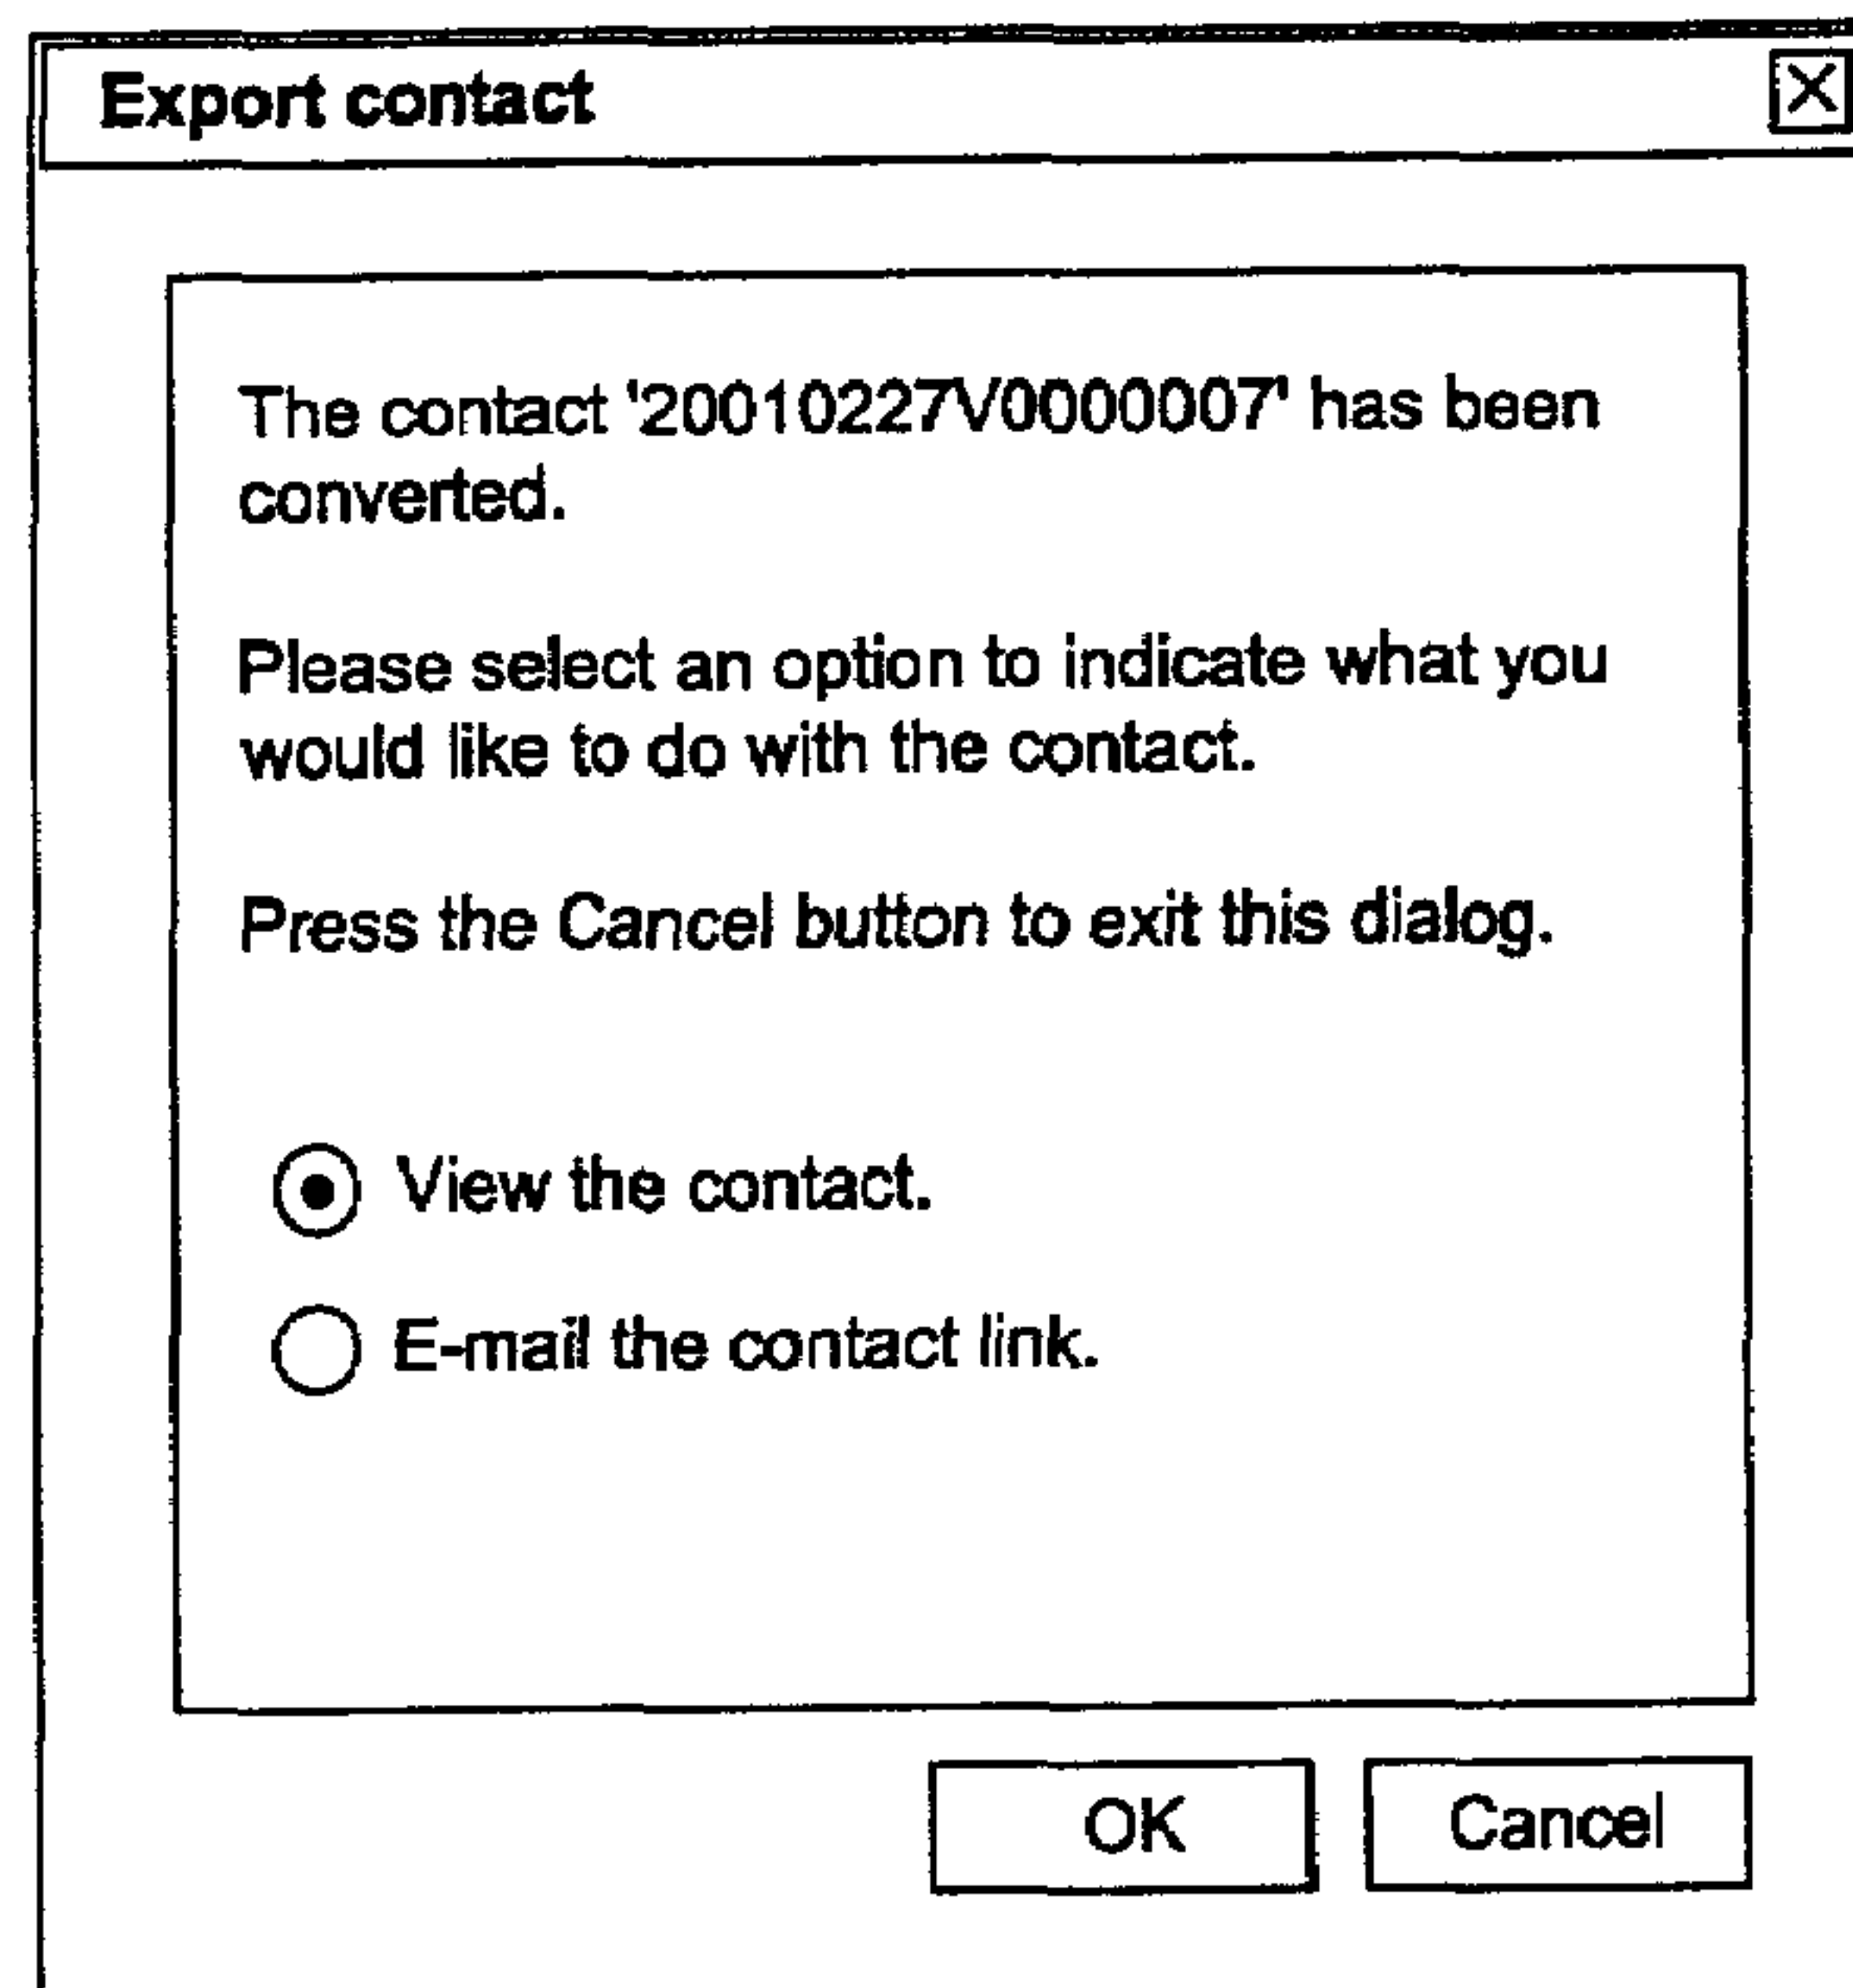 Export contact
The contact '20010227V0000007' has been
converted.
Please select an option to indicate what you
would like to do with the contact.
Press the Cancel button to exit this dialog.
View the contact.
E-mail the contact link.
OK Cancel